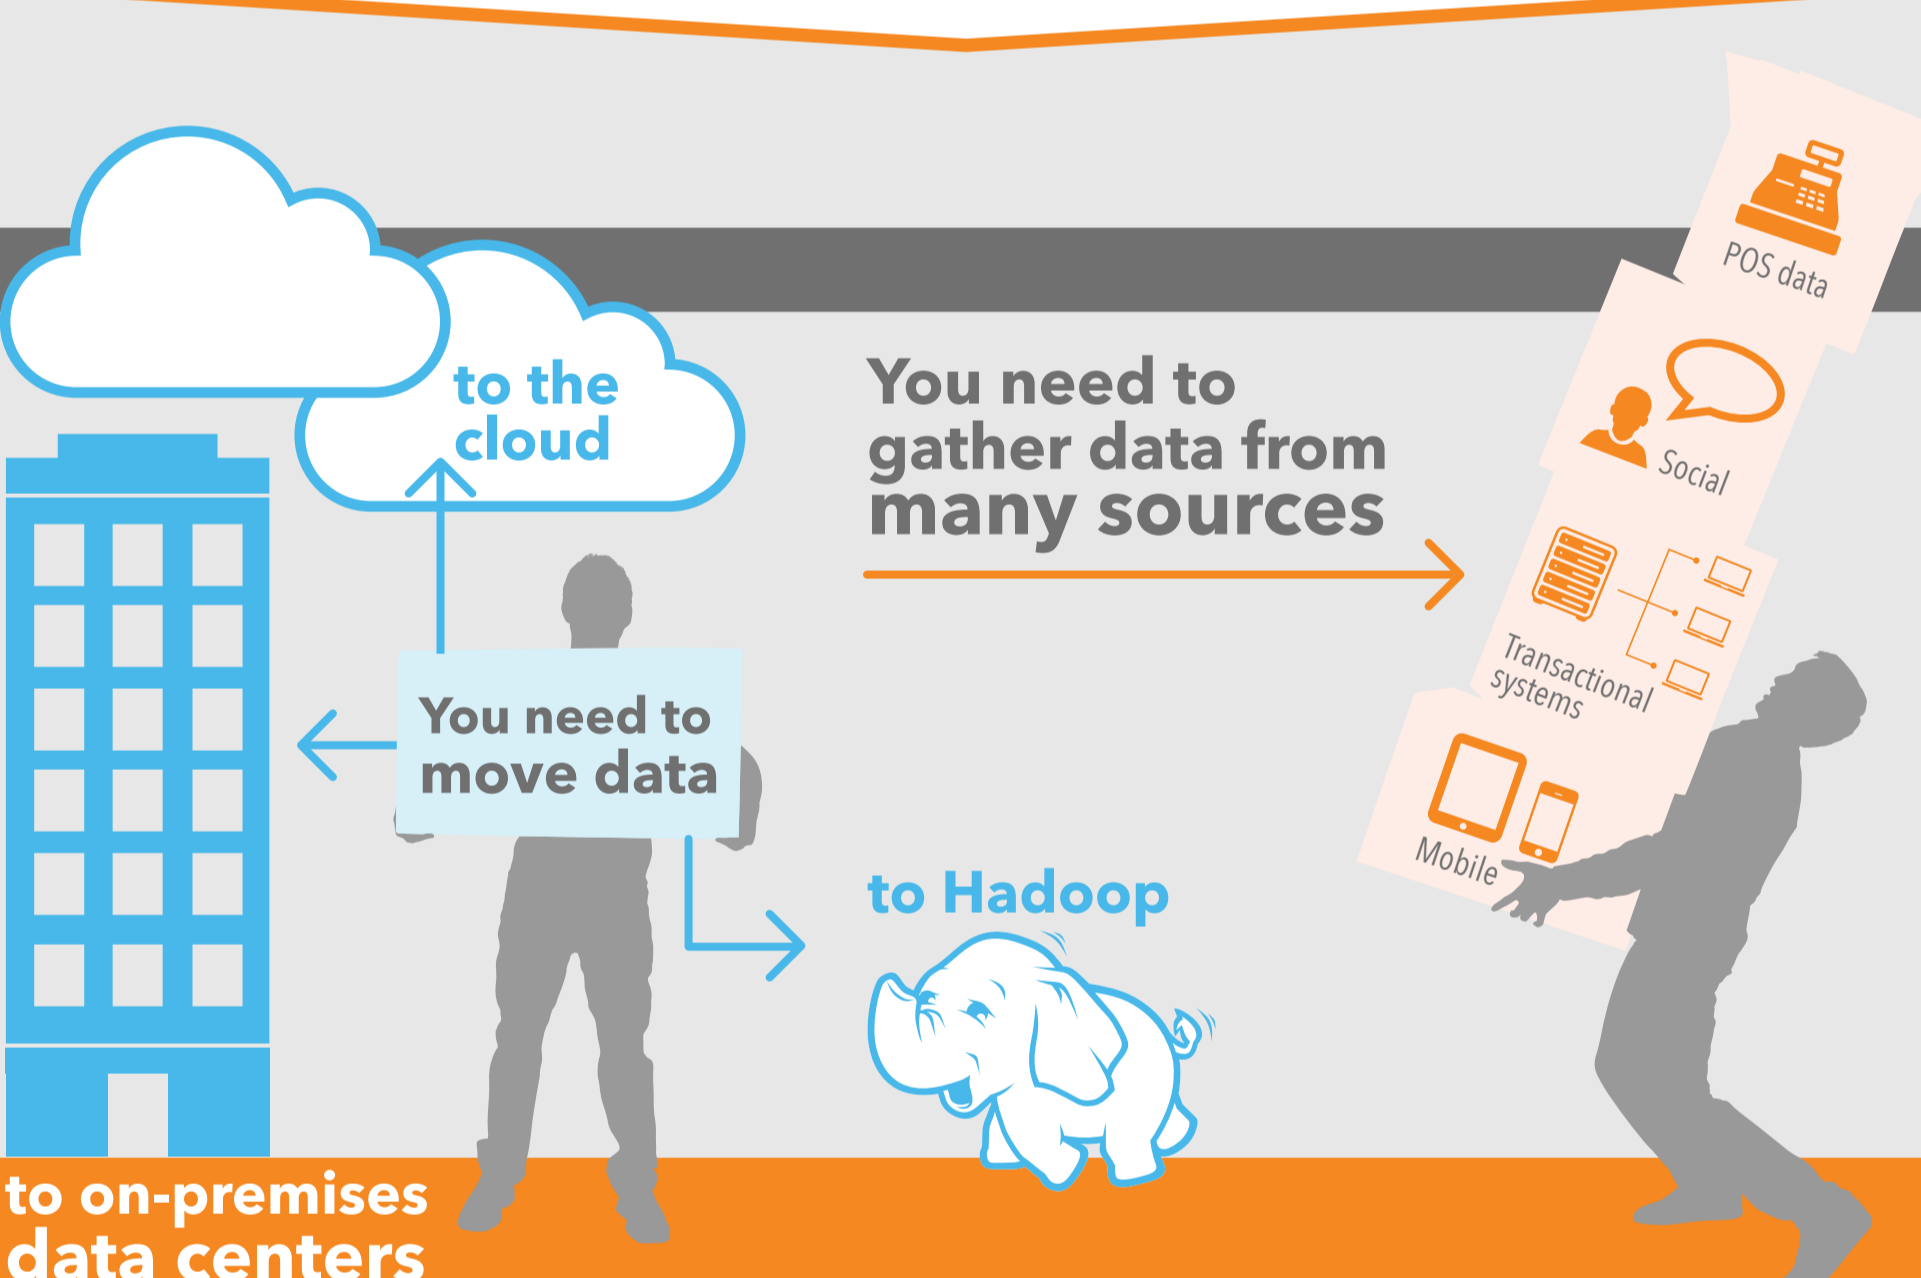 to the
cloud
You need to
move data
to on-premises
data centers
to Hadoop
You need to
gather data from
many sources
POS data
Social
Transactional
systems
Mobile